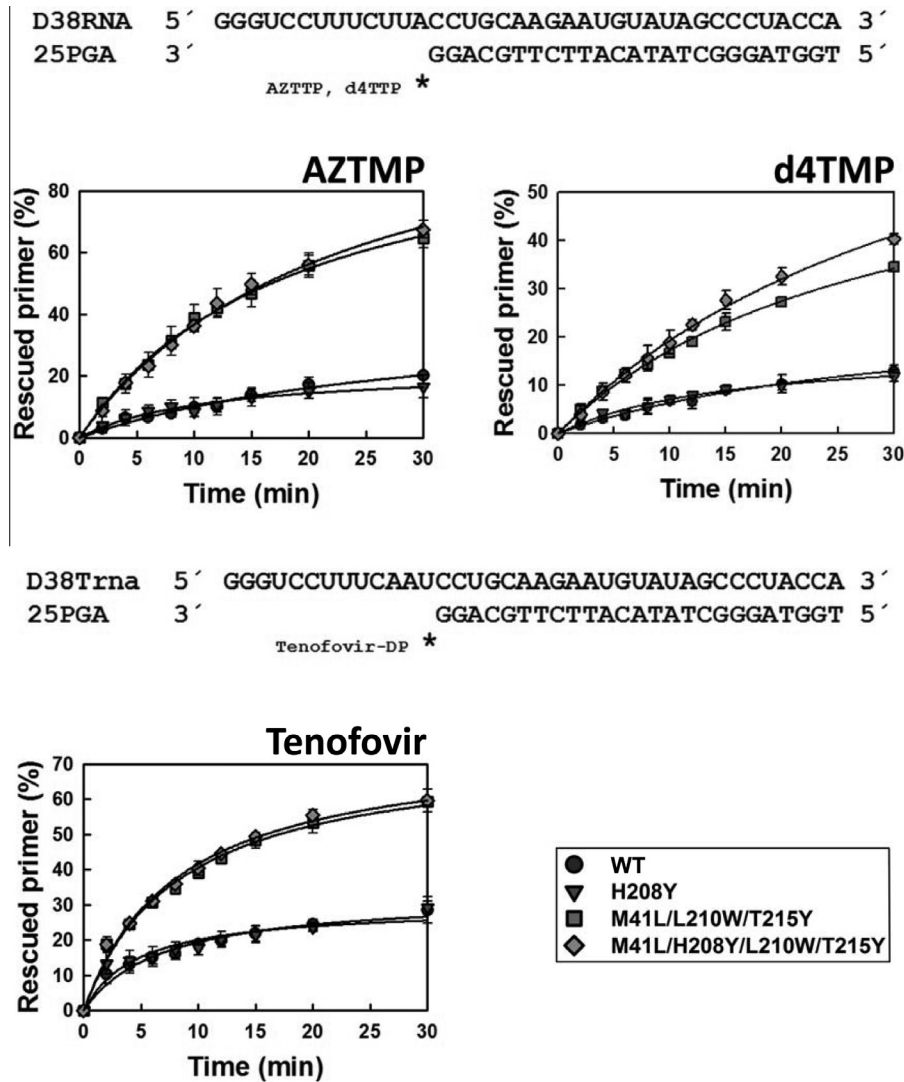 D38RNA 5´ GGGUCCUUUCUUACCUGCAAGAAUGUAUAGCCCUACCA 3´
25PGA 3´ GGACGTTCTTACATATCGGGATGGT 5´
AZTTP, d4TTP *
AZTMP
Rescued primer (%)
80
60
40
20
0
0 5 10 15 20 25 30
Time (min)
d4TMP
Rescued primer (%)
50
40
30
20
10
0
0 5 10 15 20 25 30
Time (min)
D38Trna 5´ GGGUCCUUUCAAUCCUGCAAGAAUGUAUAGCCCUACCA 3´
25PGA 3´ GGACGTTCTTACATATCGGGATGGT 5´
Tenofovir-DP *
Tenofovir
Rescued primer (%)
70
60
50
40
30
20
10
0
0 5 10 15 20 25 30
Time (min)
WT
H208Y
M41L/L210W/T215Y
M41L/H208Y/L210W/T215Y